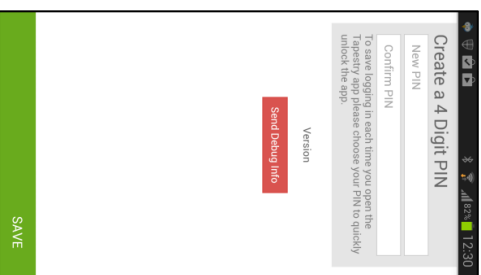 82% 12:30
Create a 4 Digit PIN
New PIN
Confirm PIN
To save logging in each time you open the
Tapestry app please choose your PIN to quickly
unlock the app.
Version
Send Debug Info
SAVE